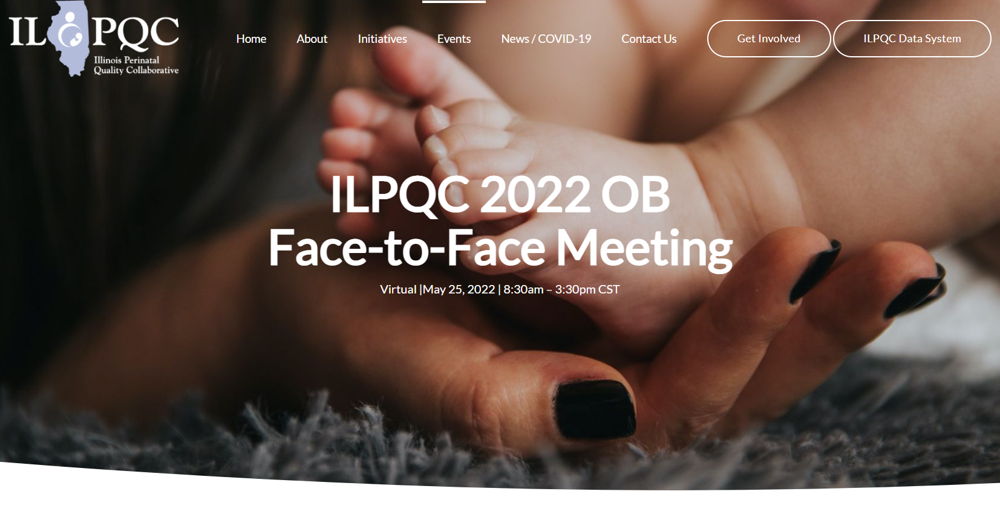 IL PQC
Illinois Perinatal
Quality Collaborative
Home
About
Initiatives
Events
News / COVID-19
Contact Us
Get Involved
ILPQC Data System
ILPQC 2022 OB
Face-to-Face Meeting
Virtual |May 25, 2022 | 8:30am – 3:30pm CST